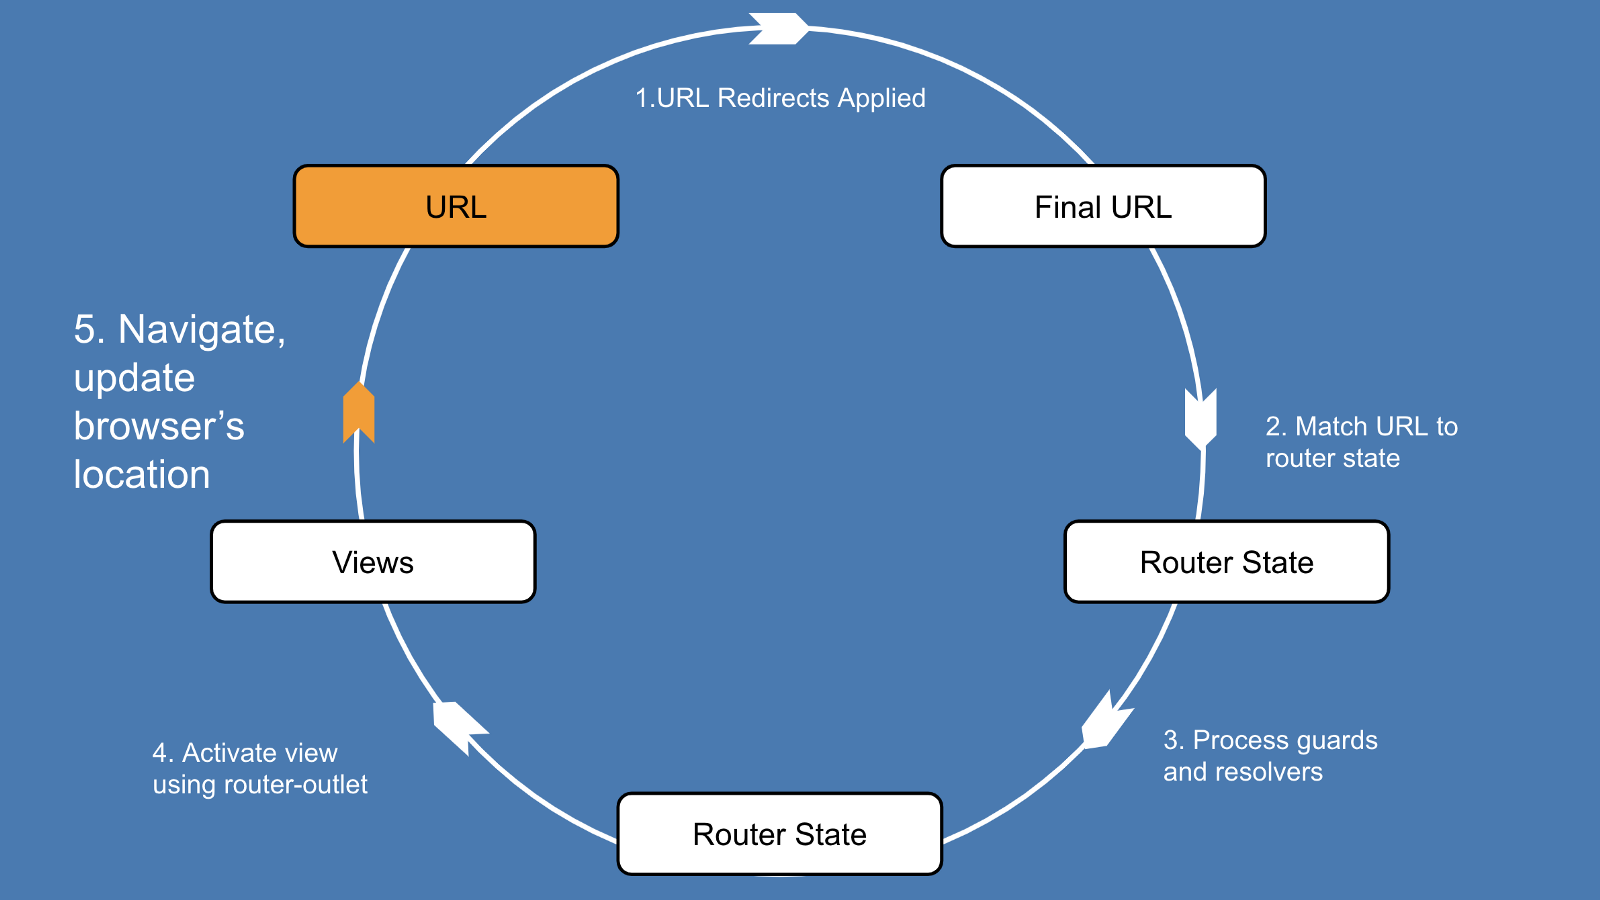 1.URL Redirects Applied
URL
Final URL
5. Navigate,
update
browser’s
location
2. Match URL to
router state
Views
Router State
4. Activate view
using router-outlet
3. Process guards
and resolvers
Router State